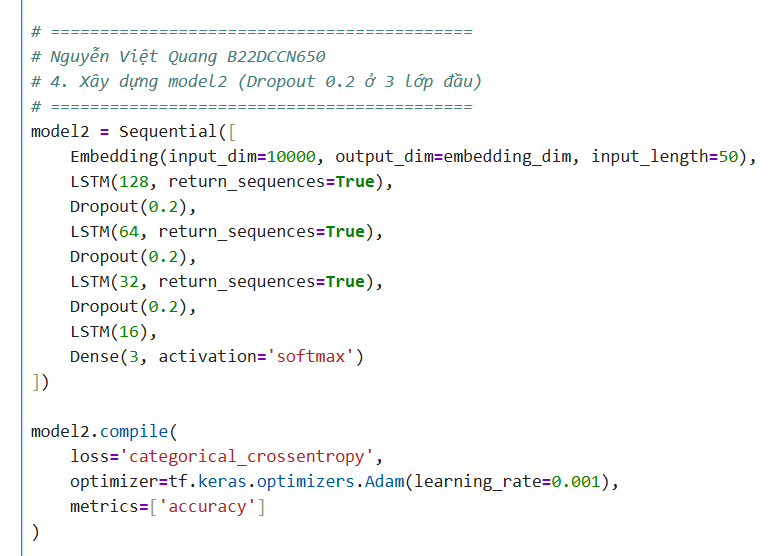 # ===========================================
# Nguyễn Việt Quang B22DCCN650
# 4. Xây dựng model2 (Dropout 0.2 ở 3 lớp đầu)
# ===========================================
model2 = Sequential([
    Embedding(input_dim=10000, output_dim=embedding_dim, input_length=50),
    LSTM(128, return_sequences=True),
    Dropout(0.2),
    LSTM(64, return_sequences=True),
    Dropout(0.2),
    LSTM(32, return_sequences=True),
    Dropout(0.2),
    LSTM(16),
    Dense(3, activation='softmax')
])

model2.compile(
    loss='categorical_crossentropy',
    optimizer=tf.keras.optimizers.Adam(learning_rate=0.001),
    metrics=['accuracy']
)